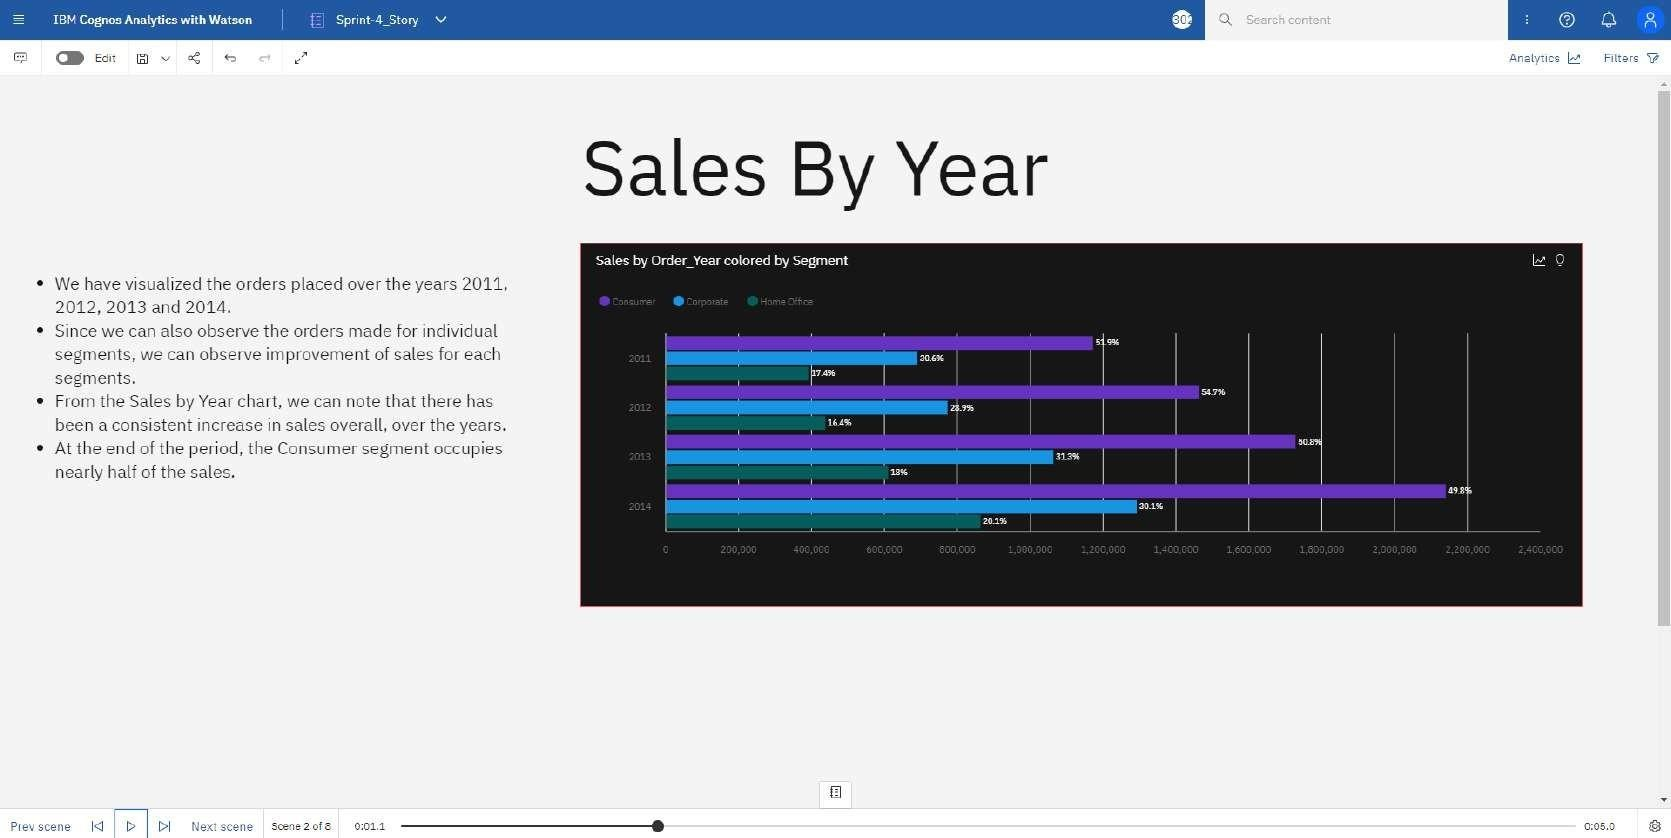 IBM Cognos Analytics with Watson
Sprint-4_Story
302
Search content
Edit
Analytics
Filters
Sales By Year
We have visualized the orders placed over the years 2011,
2012, 2013 and 2014.
Since we can also observe the orders made for individual
segments, we can observe improvement of sales for each
segments.
From the Sales by Year chart, we can note that there has
been a consistent increase in sales overall, over the years.
At the end of the period, the Consumer segment occupies
nearly half of the sales.
Sales by Order_Year colored by Segment
Consumer Corporate Home Office
51.9%
2011 30.6%
17.4%
54.7%
2012 28.9%
16.4%
50.8%
2013 31.3%
18%
49.8%
2014 30.1%
20.1%
0 200,000 400,000 600,000 800,000 1,000,000 1,200,000 1,400,000 1,600,000 1,800,000 2,000,000 2,200,000 2,400,000
Prev scene
Next scene
Scene 2 of 8
0:01.1
0:05.0